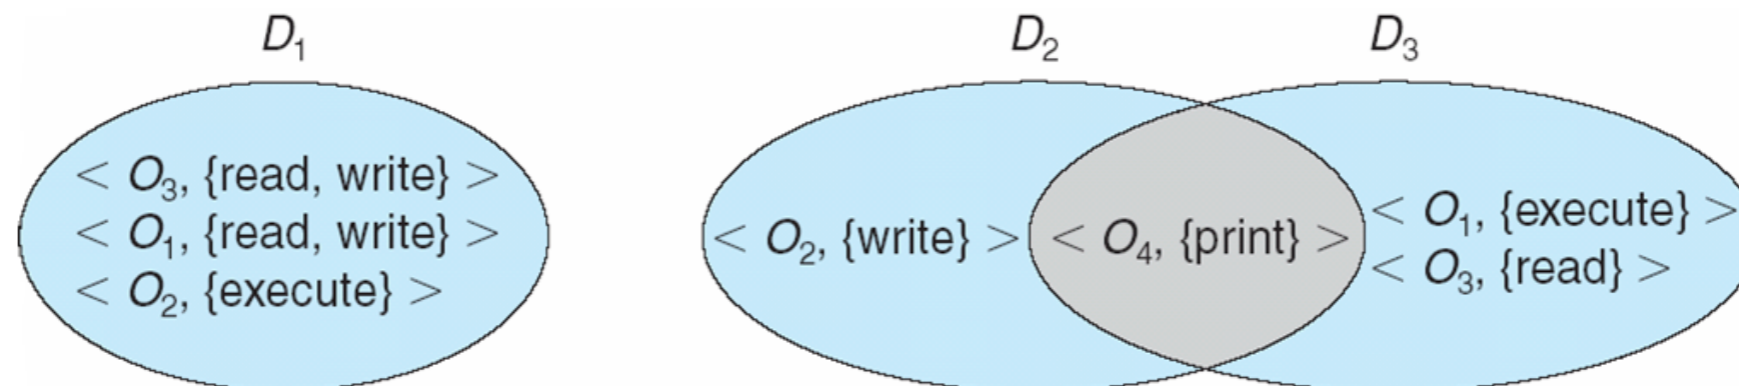 D₁
D₂
D₃
< O₃, {read, write} >
< O₁, {read, write} >
< O₂, {execute} >
< O₂, {write} >
< O₄, {print} >
< O₁, {execute} >
< O₃, {read} >